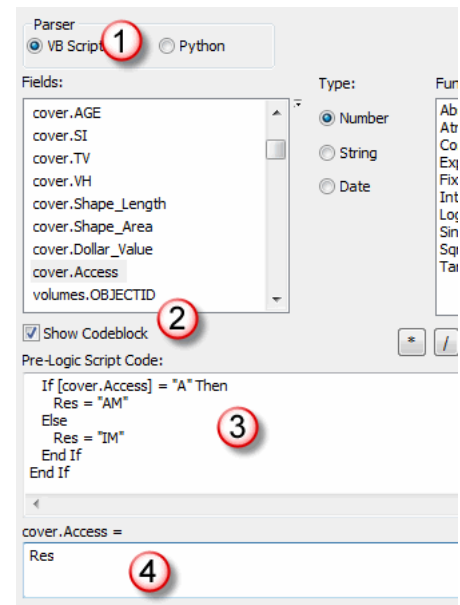 Parser
VB Script
Python
1
Fields:
Type:
Fun
cover.AGE
cover.SI
cover.TV
cover.VH
cover.Shape_Length
cover.Shape_Area
cover.Dollar_Value
cover.Access
volumes.OBJECTID
Number
String
Date
Ab
Atr
Co
Exp
Fix
Int
Log
Sin
Sqr
Tar
2
Show Codeblock
* /
Pre-Logic Script Code:
If [cover.Access] = "A" Then
Res = "AM"
Else
Res = "IM"
End If
End If
3
cover.Access =
Res
4